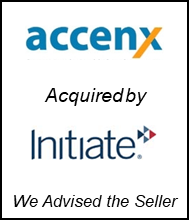 accenx
Acquired by
Initiate®
We Advised the Seller